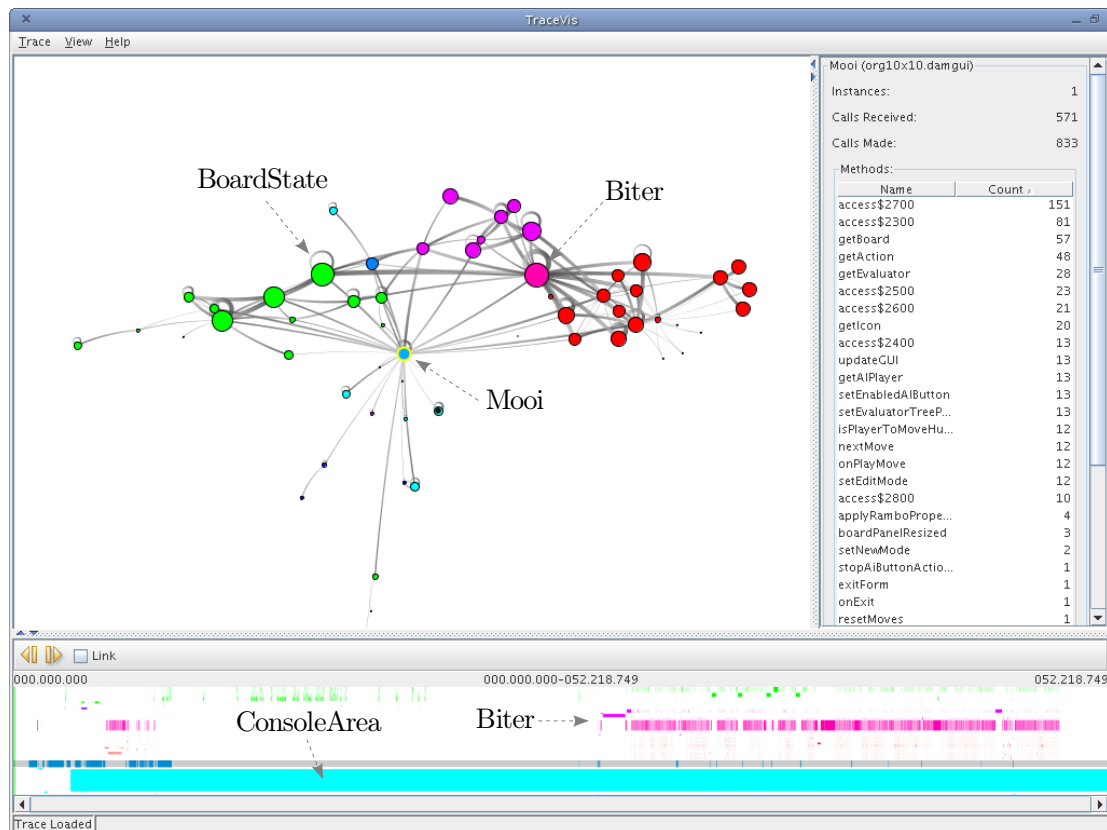 TraceVis
Trace View Help
Mooi (org10x10.damgui)
Instances: 1
Calls Received: 571
Calls Made: 833
Methods:
Name Count
access$2700 151
access$2300 81
getBoard 57
getAction 48
getEvaluator 28
access$2500 23
access$2600 21
getIcon 20
access$2400 13
updateGUI 13
getAIPlayer 13
setEnabledAIButton 13
setEvaluatorTreeP... 13
isPlayerToMoveHu... 12
nextMove 12
onPlayMove 12
setEditMode 12
access$2800 10
applyRamboPrope... 4
boardPanelResized 3
setNewMode 2
stopAiButtonActio... 1
exitForm 1
onExit 1
resetMoves 1
BoardState
Biter
Mooi
Link
000.000.000 000.000.000-052.218.749 052.218.749
ConsoleArea
Biter
Trace Loaded